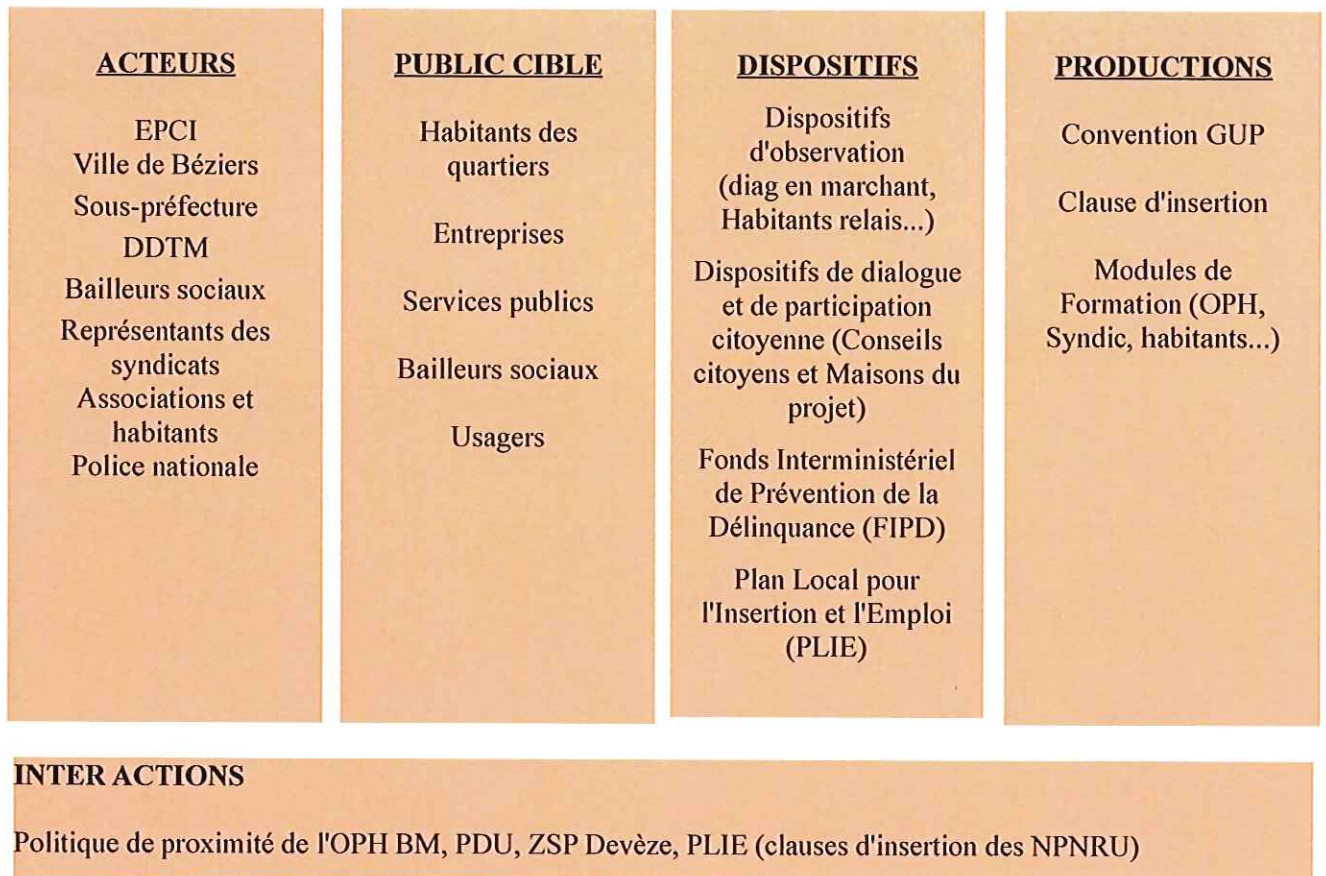 ACTEURS
EPCI
Ville de Béziers
Sous-préfecture
DDTM
Bailleurs sociaux
Représentants des
syndicats
Associations et
habitants
Police nationale
PUBLIC CIBLE
Habitants des
quartiers
Entreprises
Services publics
Bailleurs sociaux
Usagers
DISPOSITIFS
Dispositifs
d'observation
(diag en marchant,
Habitants relais...)
Dispositifs de dialogue
et de participation
citoyenne (Conseils
citoyens et Maisons du
projet)
Fonds Interministériel
de Prévention de la
Délinquance (FIPD)
Plan Local pour
l'Insertion et l'Emploi
(PLIE)
PRODUCTIONS
Convention GUP
Clause d'insertion
Modules de
Formation (OPH,
Syndic, habitants...)
INTER ACTIONS
Politique de proximité de l'OPH BM, PDU, ZSP Devèze, PLIE (clauses d'insertion des NPNRU)